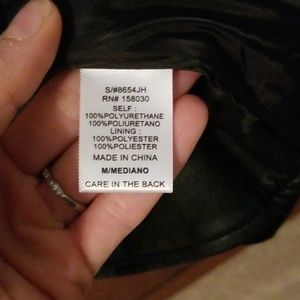 S/#8654JH
RN# 158030
SELF :
100%POLYURETHANE
100%POLIURETANO
LINING :
100%POLYESTER
100%POLIESTER
MADE IN CHINA
M/MEDIANO
CARE IN THE BACK